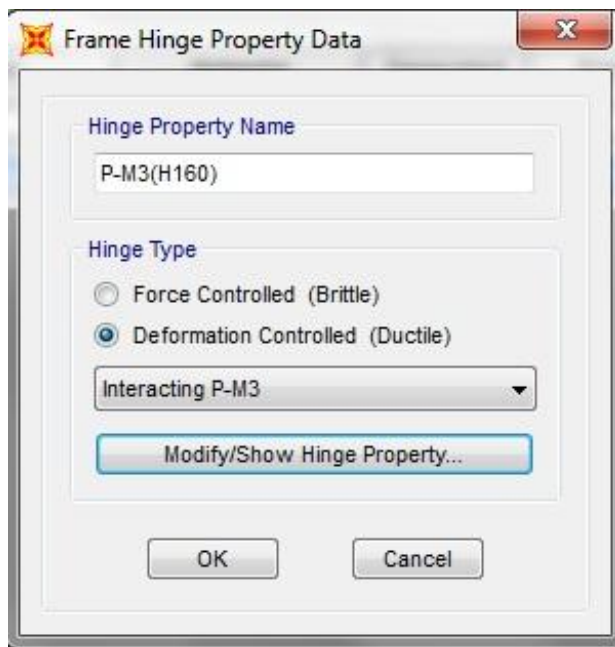 Frame Hinge Property Data
Hinge Property Name
P-M3(H160)
Hinge Type
Force Controlled (Brittle)
Deformation Controlled (Ductile)
Interacting P-M3
Modify/Show Hinge Property...
OK
Cancel